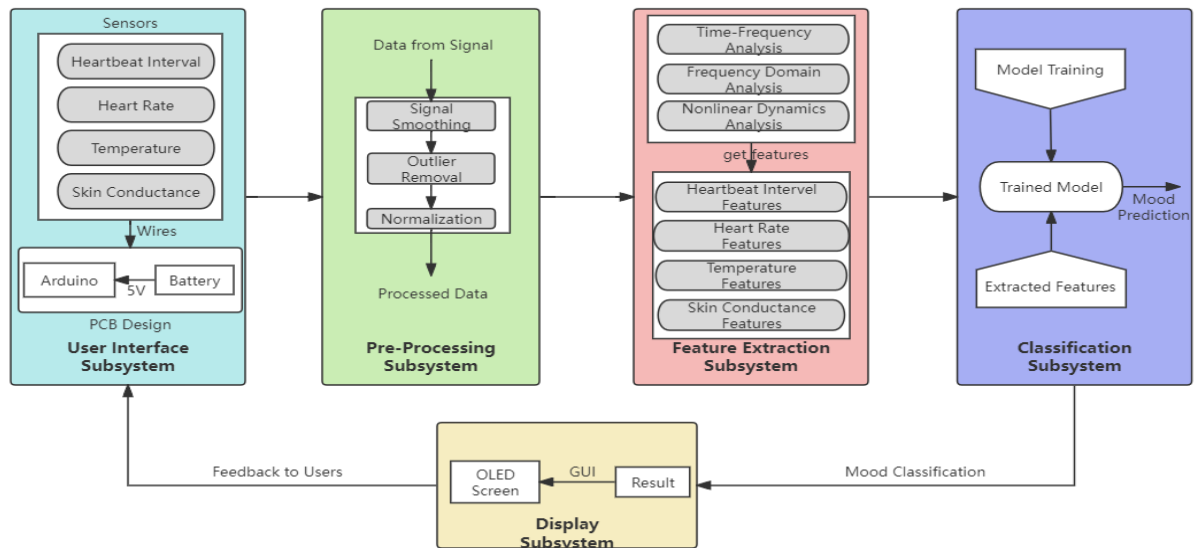 Sensors
Heartbeat Interval
Heart Rate
Temperature
Skin Conductance
Wires
Arduino
5V
Battery
PCB Design
User Interface
Subsystem
Data from Signal
Signal
Smoothing
Outlier
Removal
Normalization
Processed Data
Pre-Processing
Subsystem
Time-Frequency
Analysis
Frequency Domain
Analysis
Nonlinear Dynamics
Analysis
get features
Heartbeat Intervel
Features
Heart Rate
Features
Temperature
Features
Skin Conductance
Features
Feature Extraction
Subsystem
Model Training
Trained Model
Mood
Prediction
Extracted Features
Classification
Subsystem
Feedback to Users
OLED
Screen
GUI
Result
Display
Subsystem
Mood Classification